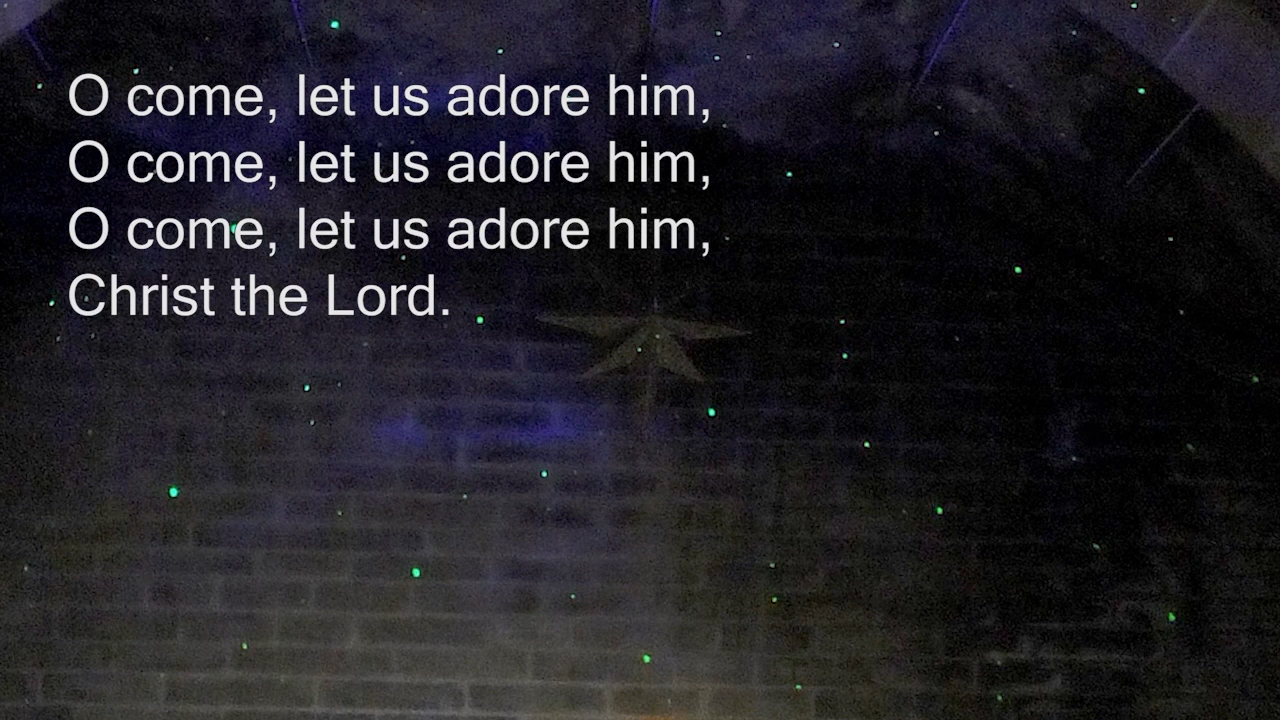 O come, let us adore him,
O come, let us adore him,
O come, let us adore him,
Christ the Lord.